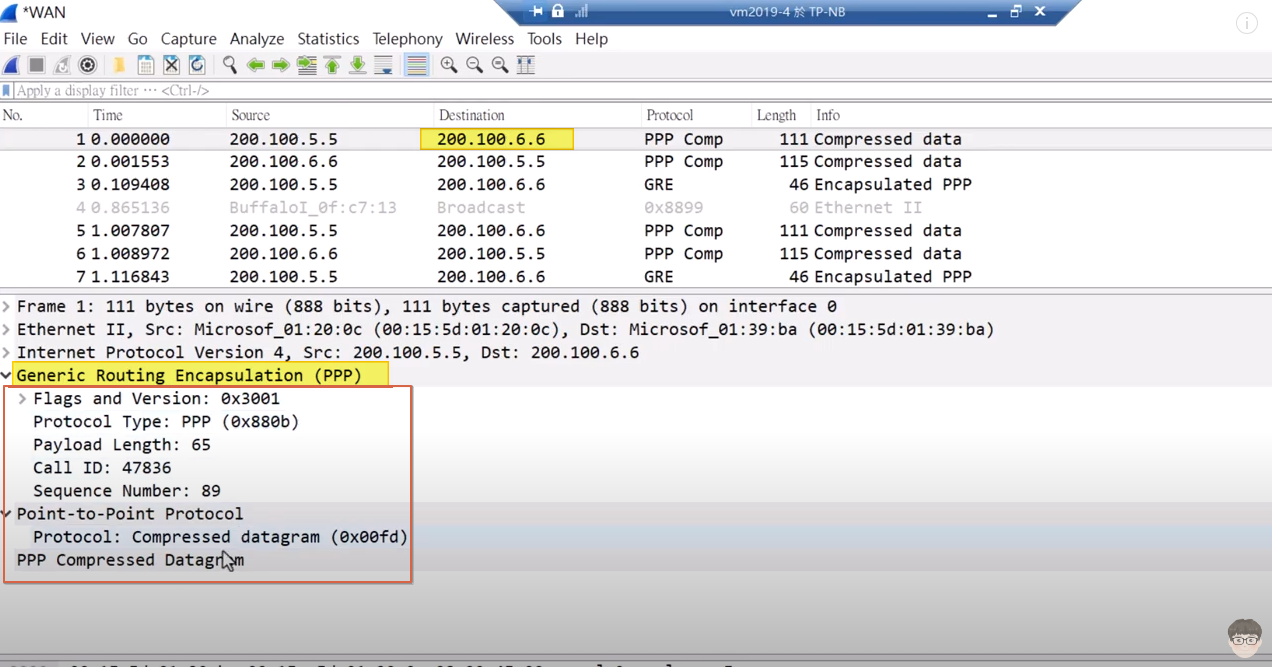 *WAN
vm2019-4 於 TP-NB
File Edit View Go Capture Analyze Statistics Telephony Wireless Tools Help
Apply a display filter ··· <Ctrl-/>
No. Time Source Destination Protocol Length Info
1 0.000000 200.100.5.5 200.100.6.6 PPP Comp 111 Compressed data
2 0.001553 200.100.6.6 200.100.5.5 PPP Comp 115 Compressed data
3 0.109408 200.100.5.5 200.100.6.6 GRE 46 Encapsulated PPP
4 0.865136 BuffaloI_0f:c7:13 Broadcast 0x8899 60 Ethernet II
5 1.007807 200.100.5.5 200.100.6.6 PPP Comp 111 Compressed data
6 1.008972 200.100.6.6 200.100.5.5 PPP Comp 115 Compressed data
7 1.116843 200.100.5.5 200.100.6.6 GRE 46 Encapsulated PPP
Frame 1: 111 bytes on wire (888 bits), 111 bytes captured (888 bits) on interface 0
Ethernet II, Src: Microsof_01:20:0c (00:15:5d:01:20:0c), Dst: Microsof_01:39:ba (00:15:5d:01:39:ba)
Internet Protocol Version 4, Src: 200.100.5.5, Dst: 200.100.6.6
Generic Routing Encapsulation (PPP)
Flags and Version: 0x3001
Protocol Type: PPP (0x880b)
Payload Length: 65
Call ID: 47836
Sequence Number: 89
Point-to-Point Protocol
Protocol: Compressed datagram (0x00fd)
PPP Compressed Datagram